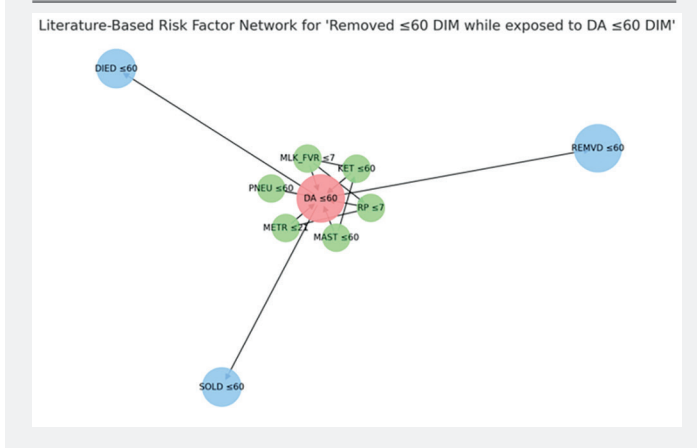 Literature-Based Risk Factor Network for 'Removed ≤60 DIM while exposed to DA ≤60 DIM'
DIED ≤60
REMVD ≤60
MLK_FVR ≤7
KET ≤60
PNEU ≤60
DA ≤60
RP ≤7
METR ≤21
MAST ≤60
SOLD ≤60